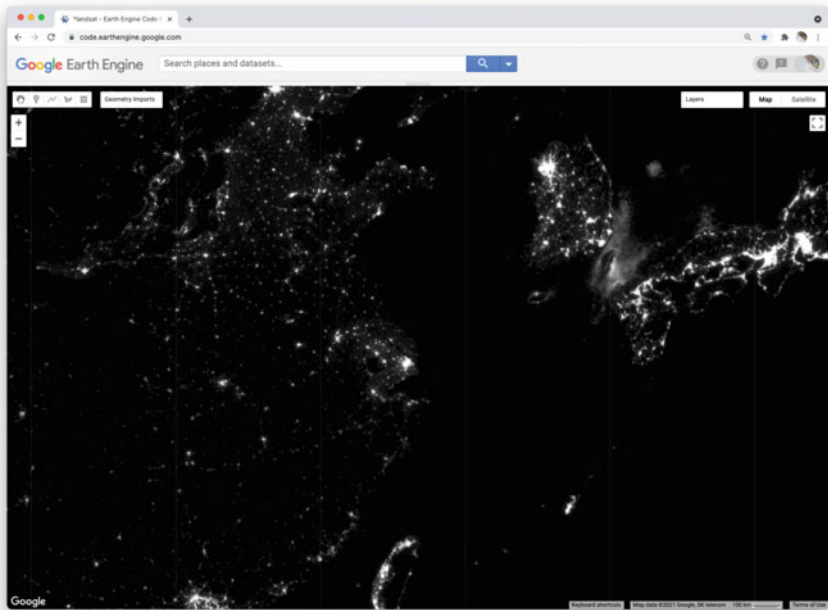 *landsat - Earth Engine Code
code.earthengine.google.com
Google Earth Engine
Search places and datasets...
Geometry Imports
Layers
Map
Satellite
+
−
Google
Keyboard shortcuts
Map data ©2021 Google, SK telecom
100 km
Terms of Use